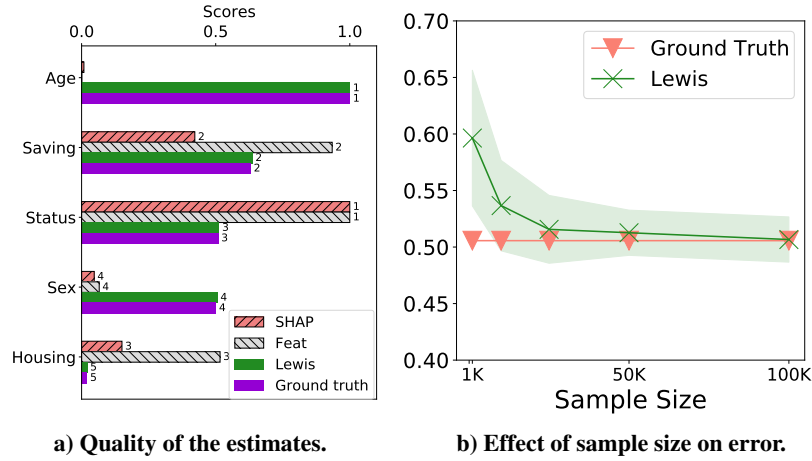 Scores
0.0 0.5 1.0
Age
1
1
Saving
2
2
2
2
Status
1
1
3
3
Sex
4
4
4
4
Housing
3
3
5
5
SHAP
Feat
Lewis
Ground truth
a) Quality of the estimates.
0.70
0.65
0.60
0.55
0.50
0.45
0.40
Ground Truth
Lewis
1K 50K 100K
Sample Size
b) Effect of sample size on error.